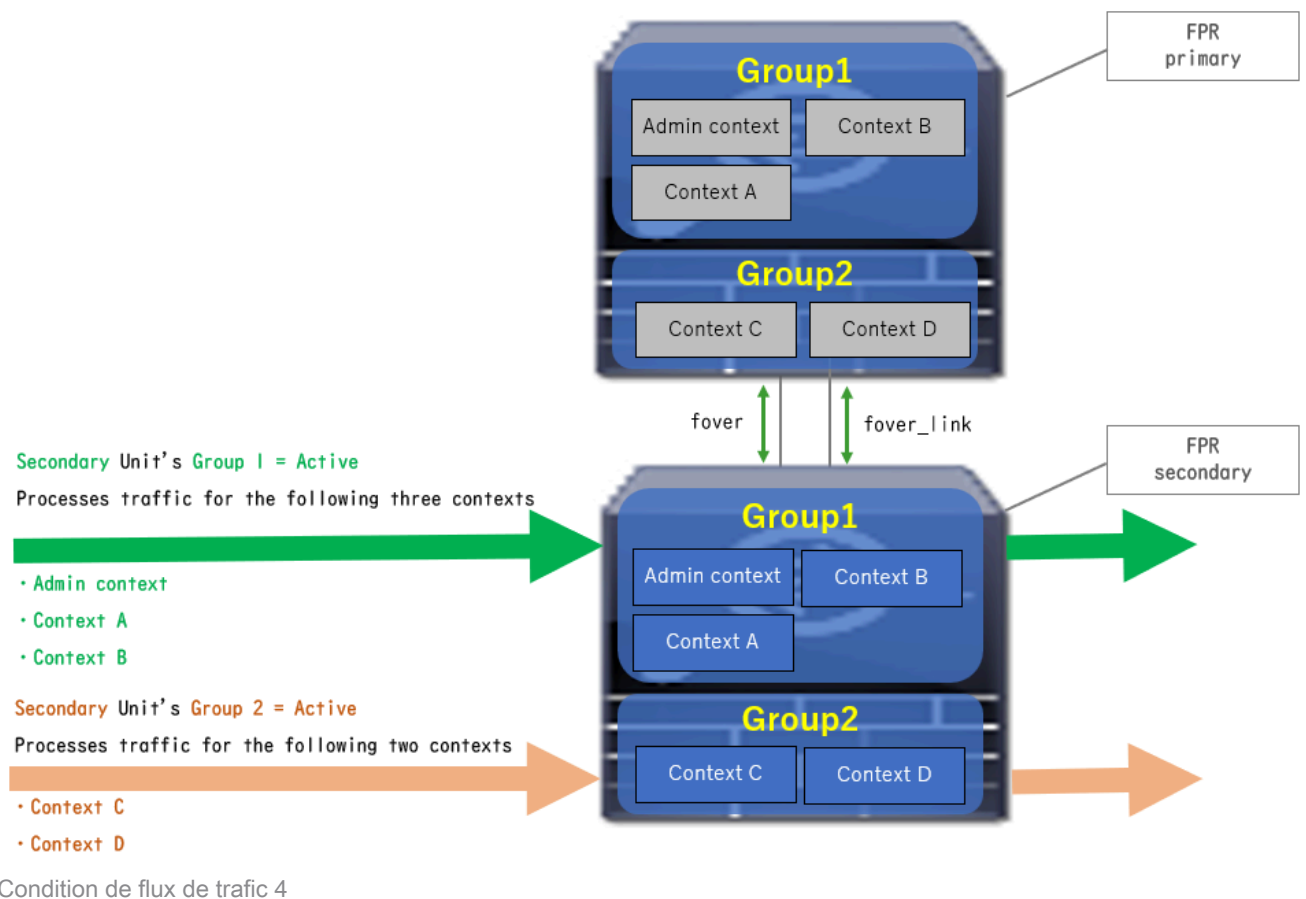 FPR
primary
Group1
Admin context
Context B
Context A
Group2
Context C
Context D
fover
fover_link
FPR
secondary
Secondary Unit's Group 1 = Active
Processes traffic for the following three contexts
・Admin context
・Context A
・Context B
Group1
Admin context
Context B
Context A
Secondary Unit's Group 2 = Active
Processes traffic for the following two contexts
・Context C
・Context D
Group2
Context C
Context D
Condition de flux de trafic 4